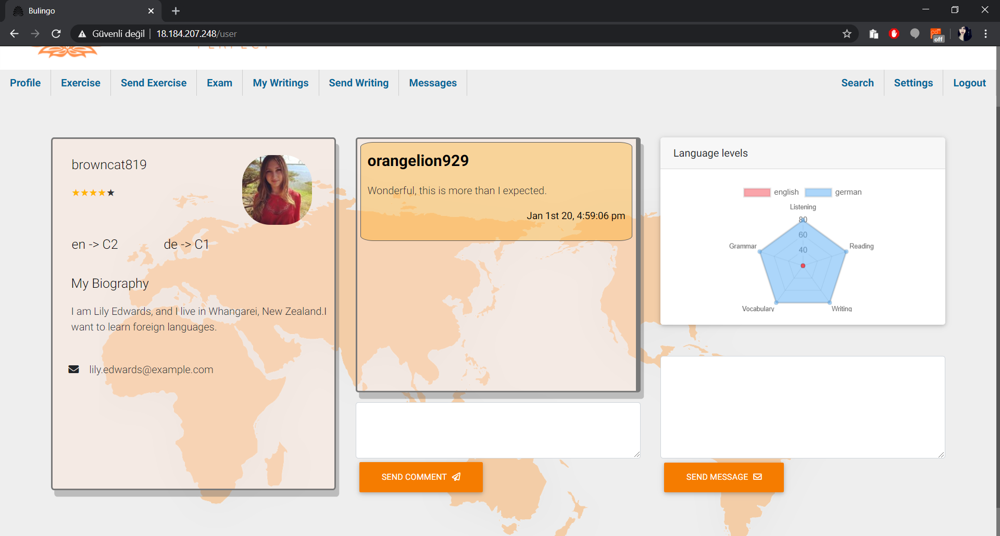 Bulingo
Güvenli değil
18.184.207.248/user
off
Profile
Exercise
Send Exercise
Exam
My Writings
Send Writing
Messages
Search
Settings
Logout
browncat819
en -> C2
de -> C1
My Biography
I am Lily Edwards, and I live in Whangarei, New Zealand.I
want to learn foreign languages.
lily.edwards@example.com
orangelion929
Wonderful, this is more than I expected.
Jan 1st 20, 4:59:06 pm
SEND COMMENT
Language levels
english
german
Listening
80
60
40
Grammar
Reading
Vocabulary
Writing
SEND MESSAGE